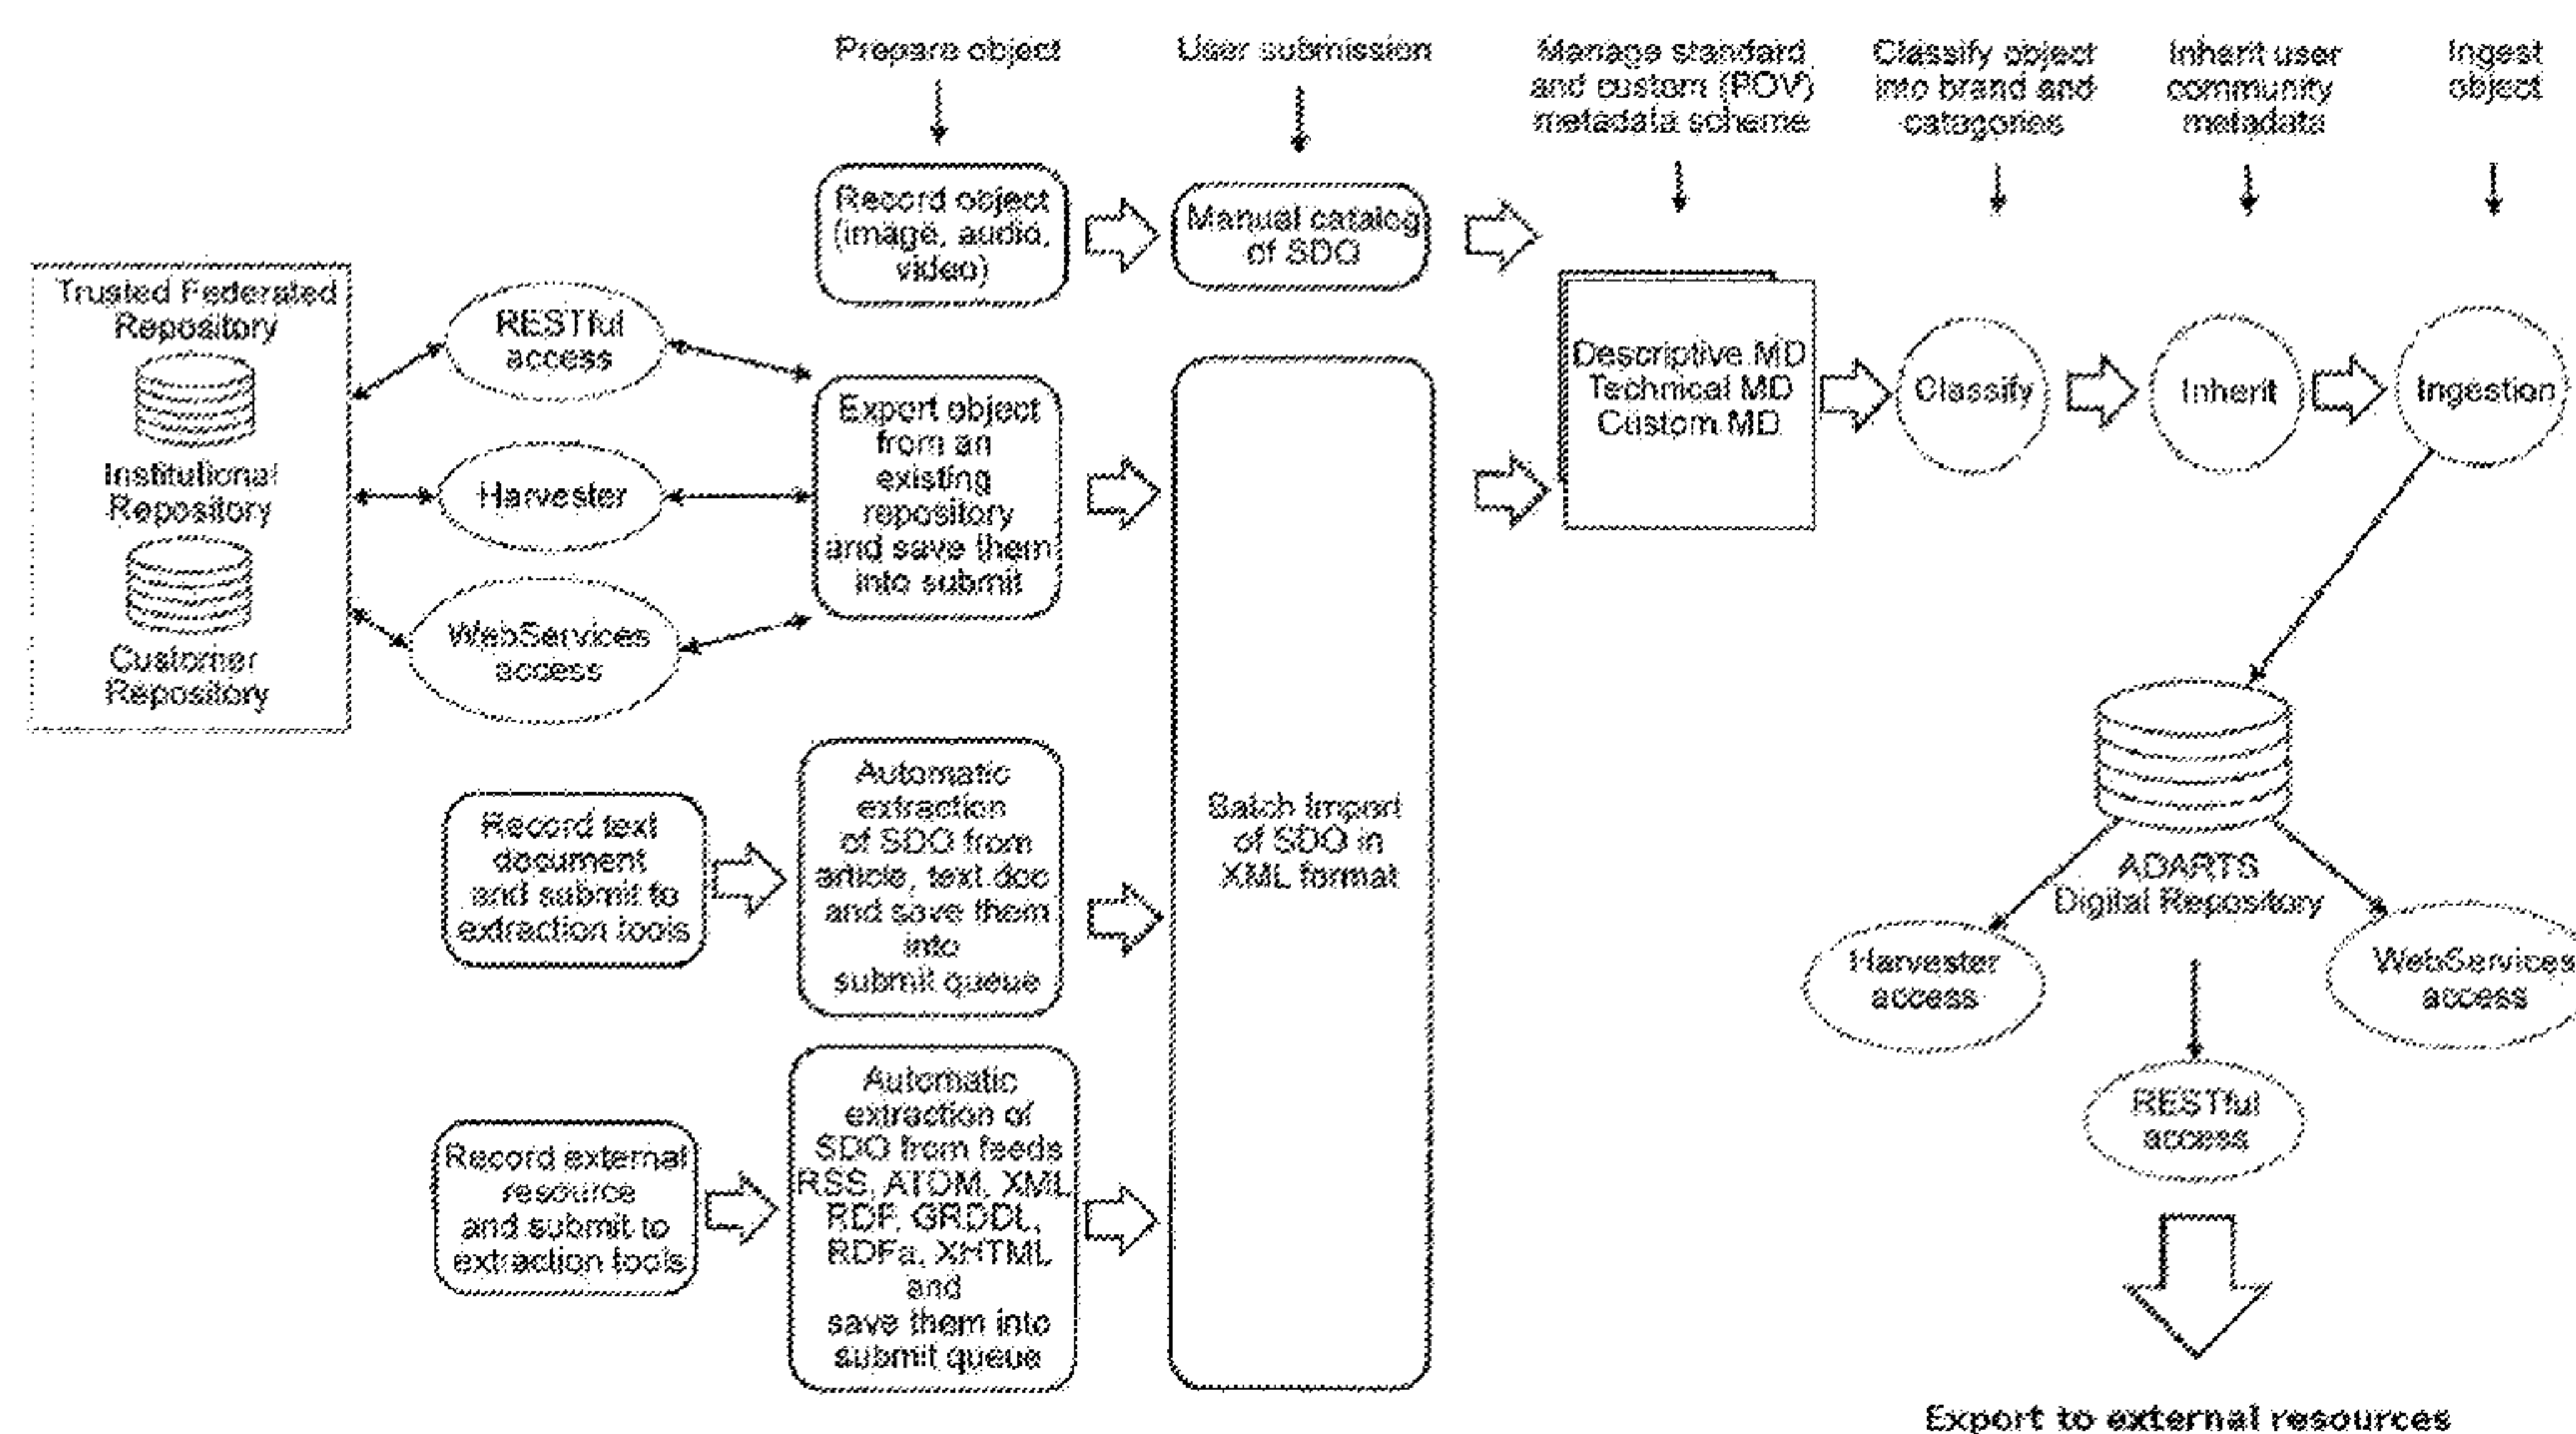 Prepare object
User submission
Manage standard
and custom (POV)
metadata scheme
Classify object
into brand and
catagories
Inherit user
community
metadata
Ingest
object
Record object
(image, audio,
video)
Manual catalog
of SDO
Trusted Federated
Repository
Institutional
Repository
Customer
Repository
RESTful
access
Harvester
WebServices
access
Export object
from an
existing
repository
and save them
into submit
Descriptive MD
Technical MD
Custom MD
Classify
Inherit
Ingestion
Record text
document
and submit to
extraction tools
Automatic
extraction
of SDO from
article, text doc
and save them
into
submit queue
Batch Import
of SDO in
XML format
Record external
resource
and submit to
extraction tools
Automatic
extraction of
SDO from feeds
RSS, ATOM, XML
RDF, GRDDL,
RDFa, XHTML
and
save them into
submit queue
ADARTS
Digital Repository
Harvester
access
WebServices
access
RESTful
access
Export to external resources